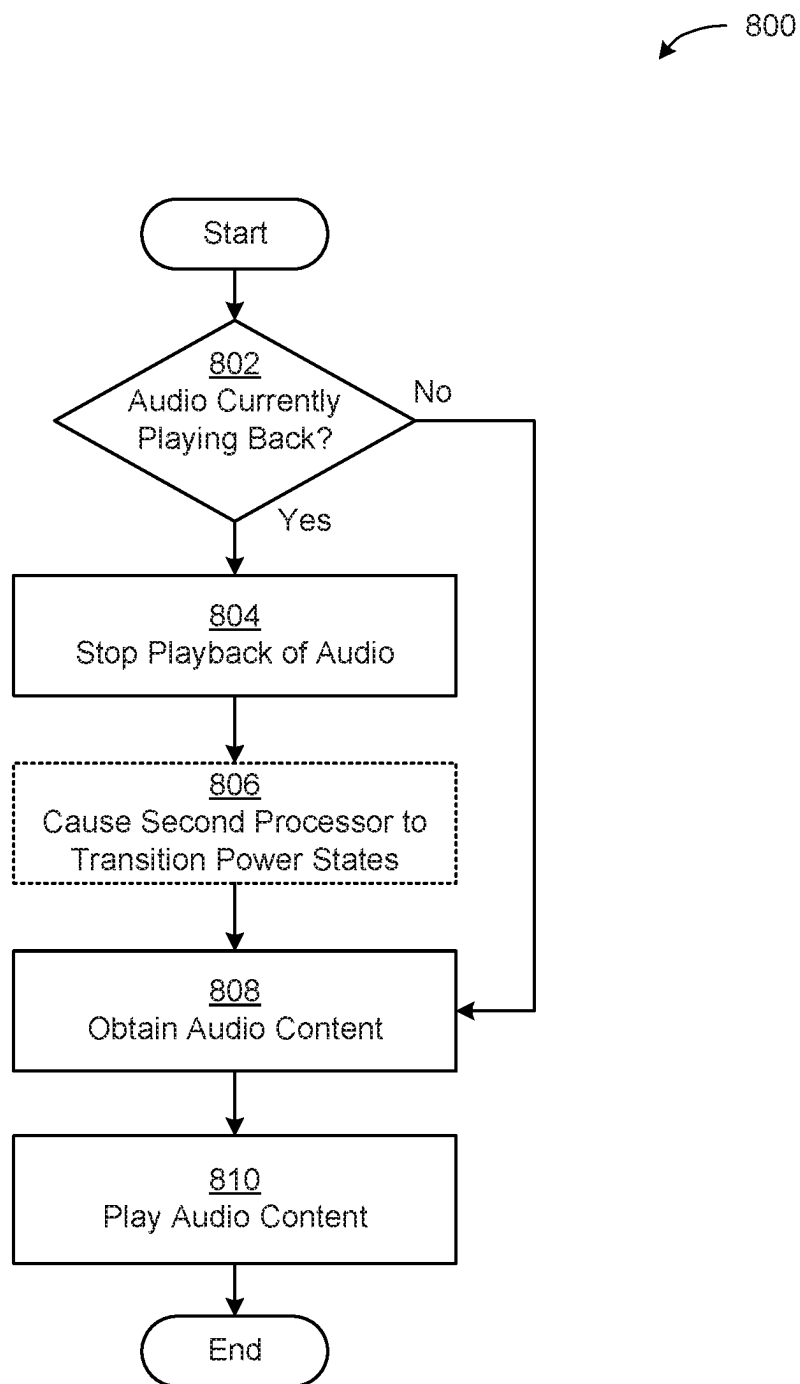 800
Start
802
Audio Currently
Playing Back?
No
Yes
804
Stop Playback of Audio
806
Cause Second Processor to
Transition Power States
808
Obtain Audio Content
810
Play Audio Content
End